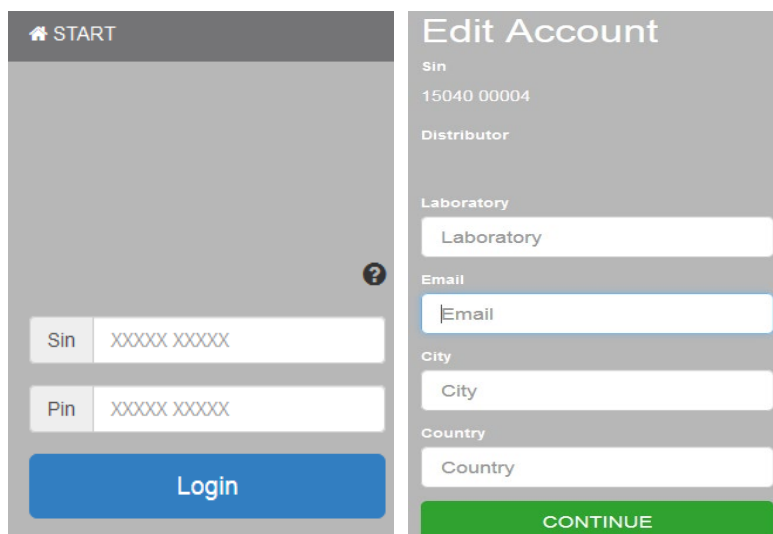 START
Sin XXXXX XXXXX
Pin XXXXX XXXXX
Login
Edit Account
Sin
15040 00004
Distributor
Laboratory
Laboratory
Email
Email
City
City
Country
Country
CONTINUE